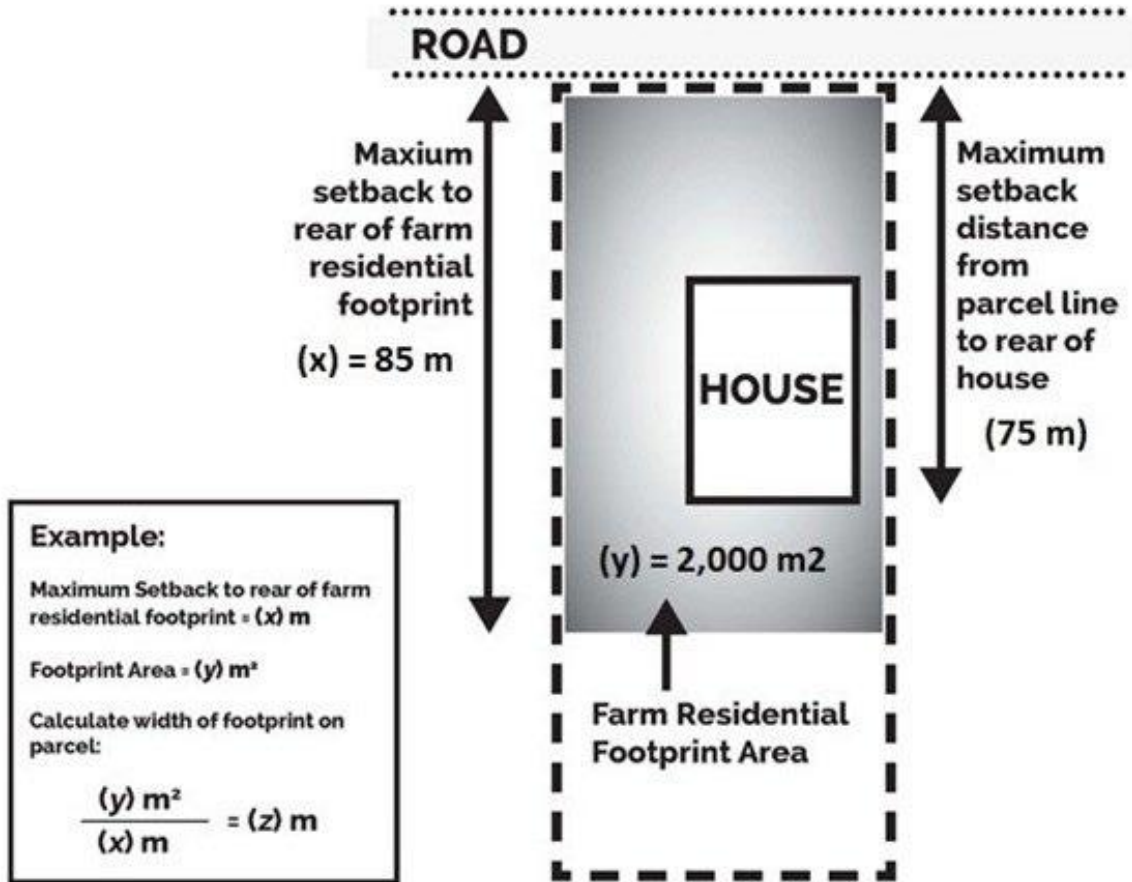 ROAD
Maxium
setback to
rear of farm
residential
footprint
(x) = 85 m
Maximum
setback
distance
from
parcel line
to rear of
house
(75 m)
HOUSE
(y) = 2,000 m2
Farm Residential
Footprint Area
Example:
Maximum Setback to rear of farm
residential footprint = (x) m
Footprint Area = (y) m²
Calculate width of footprint on
parcel:
(y) m²
(x) m
= (z) m